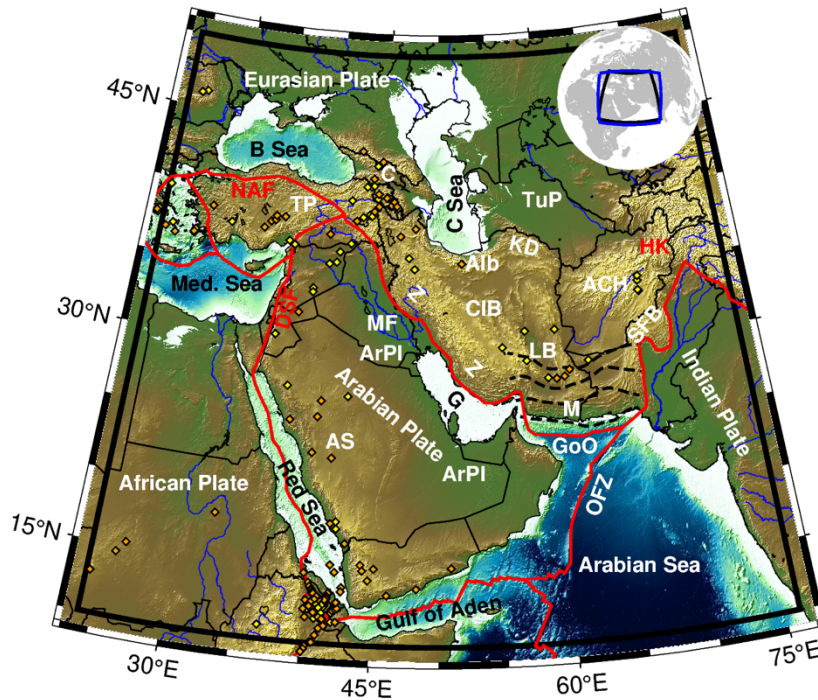 45°N
Eurasian Plate
B Sea
C
C Sea
TuP
NAF
TP
KD
HK
Alb
ACH
Med. Sea
30°N
DSF
Z
CIB
SFB
MF
LB
ArPl
Z
Indian Plate
Arabian Plate
G
M
AS
GoO
ArPl
African Plate
Red Sea
OFZ
15°N
Arabian Sea
Gulf of Aden
30°E
45°E
60°E
75°E